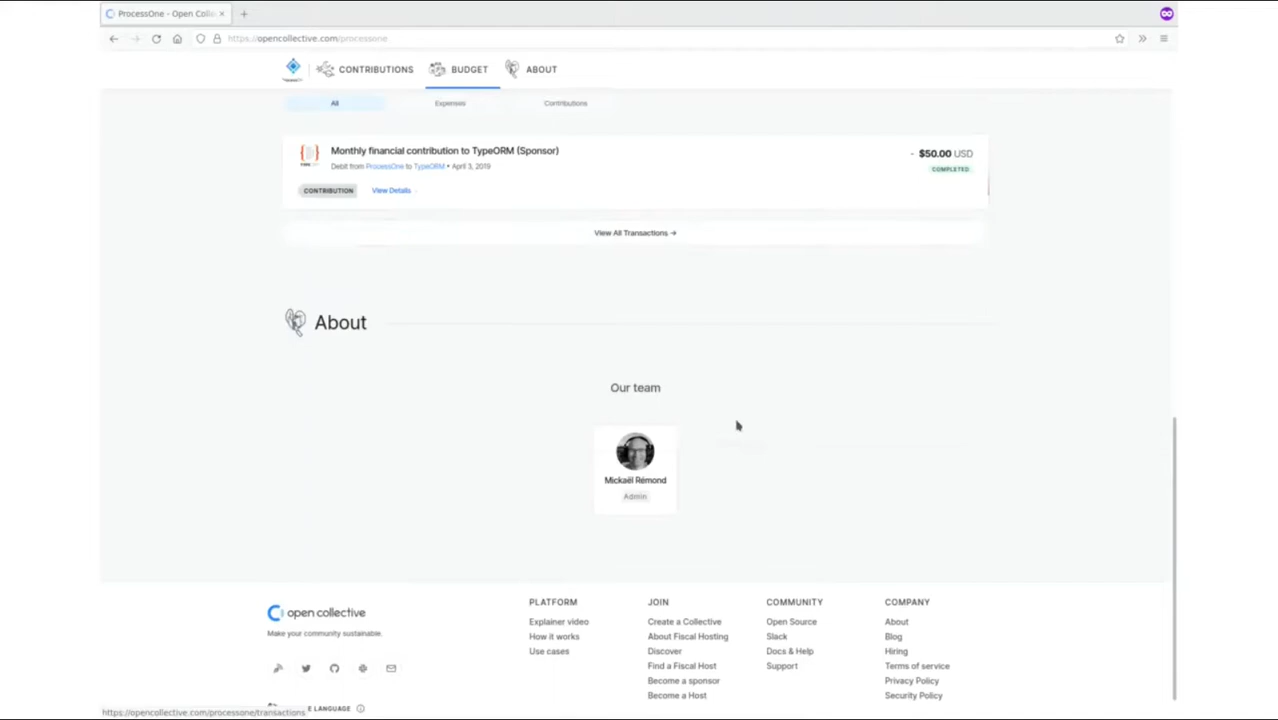 ProcessOne - Open Colle
https://opencollective.com/processone
CONTRIBUTIONS BUDGET ABOUT
All Expenses Contributions
Monthly financial contribution to TypeORM (Sponsor)
- $50.00 USD
Debit from ProcessOne to TypeORM • April 3, 2019
COMPLETED
CONTRIBUTION View Details
View All Transactions →
About
Our team
Mickaël Rémond
Admin
open collective
Make your community sustainable.
PLATFORM
Explainer video
How it works
Use cases
JOIN
Create a Collective
About Fiscal Hosting
Discover
Find a Fiscal Host
Become a sponsor
Become a Host
COMMUNITY
Open Source
Slack
Docs & Help
Support
COMPANY
About
Blog
Hiring
Terms of service
Privacy Policy
Security Policy
E LANGUAGE
https://opencollective.com/processone/transactions